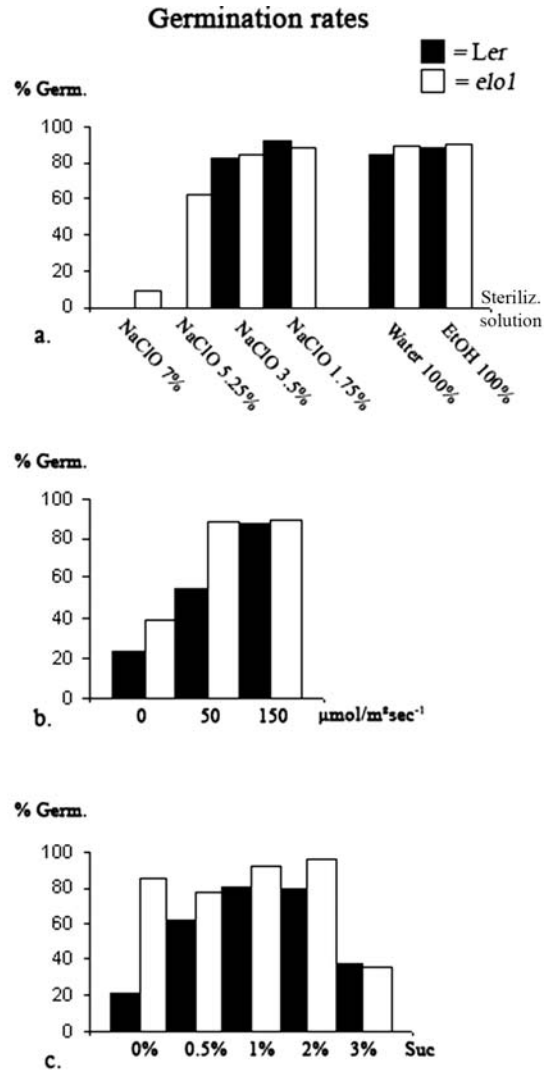 Germination rates
= Ler
= elo1
% Germ.
100
80
60
40
20
0
Steriliz.
solution
NaClO 7%
NaClO 5.25%
NaClO 3.5%
NaClO 1.75%
Water 100%
EtOH 100%
a.
% Germ.
100
80
60
40
20
0
0 50 150 µmol/m²sec⁻¹
b.
% Germ.
100
80
60
40
20
0
0% 0.5% 1% 2% 3% Suc
c.